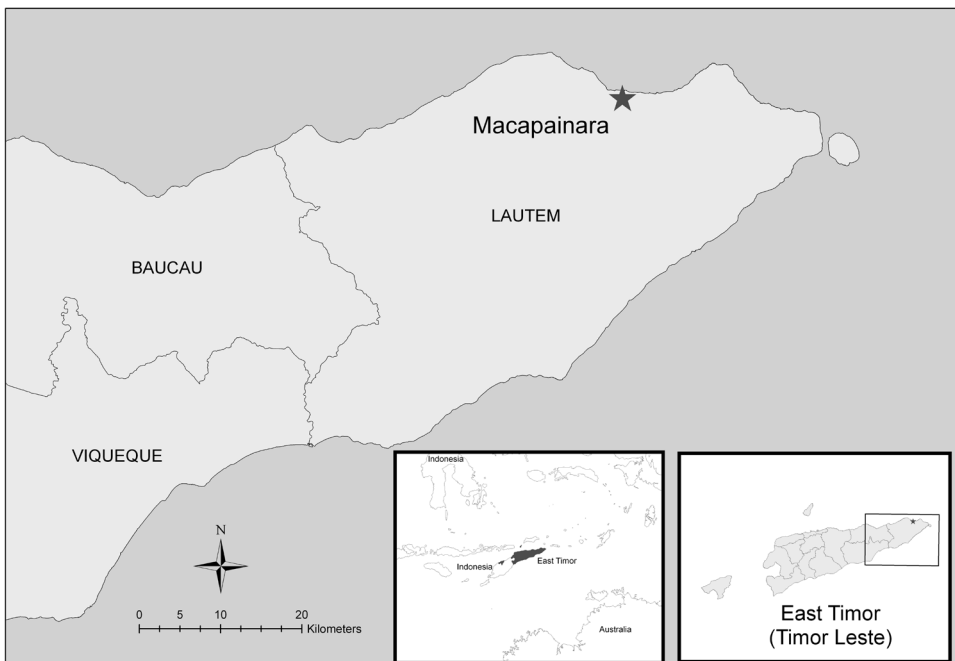 Macapainara
LAUTEM
BAUCAU
VIQUEQUE
N
0 5 10 20
Kilometers
Indonesia
Indonesia
East Timor
Australia
East Timor
(Timor Leste)